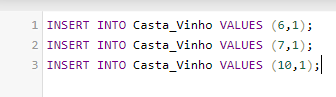 1 INSERT INTO Casta_Vinho VALUES (6,1);
2 INSERT INTO Casta_Vinho VALUES (7,1);
3 INSERT INTO Casta_Vinho VALUES (10,1);